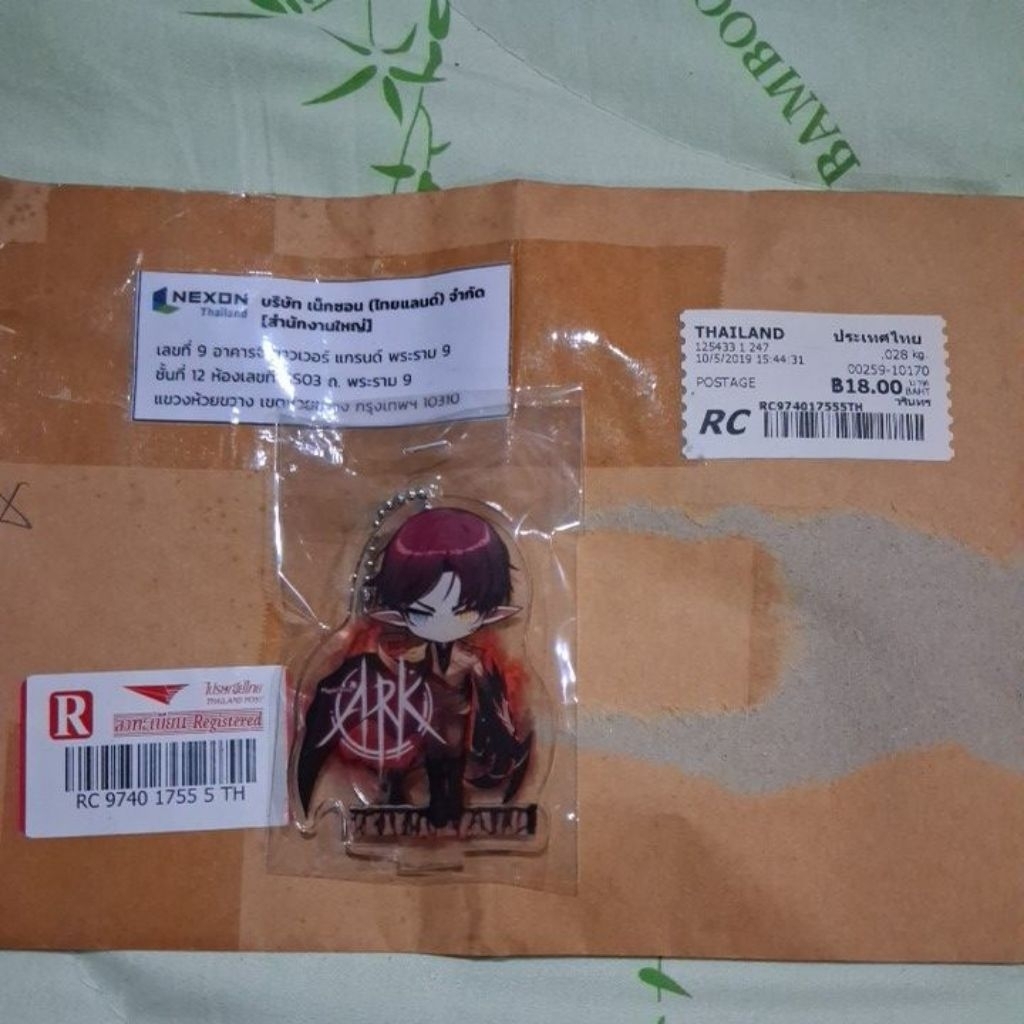 BAMBOO
NEXON
Thailand
บริษัท เน็กซอน (ไทยแลนด์) จำกัด
[สำนักงานใหญ่]
เลขที่ 9 อาคาร แกรนด์ พระราม 9
ชั้นที่ 12 ห้องเลขที่ ถ. พระราม 9
แขวงห้วยขวาง กรุงเทพฯ 10310
THAILAND ประเทศไทย
125433 1 247 .028 kg.
10/5/2019 15:44:31
00259-10170
POSTAGE ฿18.00 บาท
BAHT
RC RC974017555TH
ARK
R
ไปรษณีย์ไทย
THAILAND POST
ลงทะเบียน Registered
RC 9740 1755 5 TH